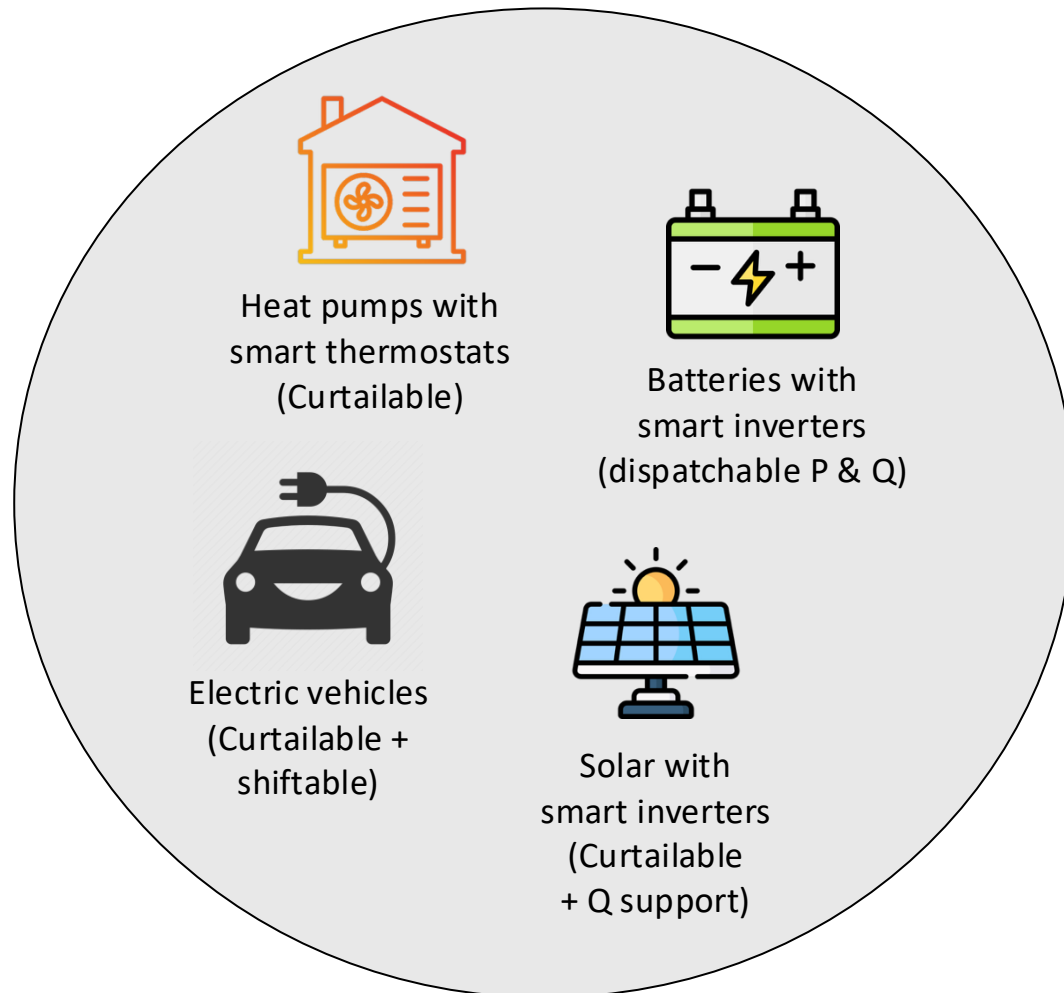 Heat pumps with
smart thermostats
(Curtailable)
− +
Batteries with
smart inverters
(dispatchable P & Q)
Electric vehicles
(Curtailable +
shiftable)
Solar with
smart inverters
(Curtailable
+ Q support)